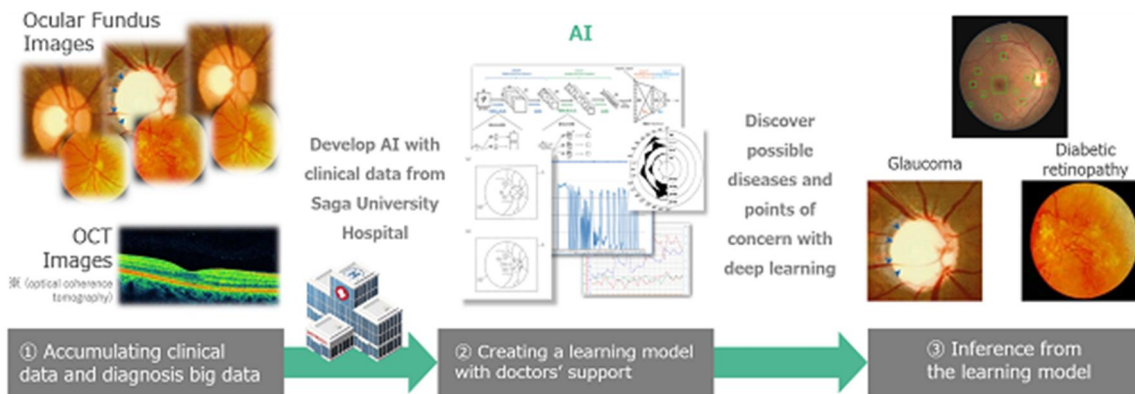 Ocular Fundus
Images
OCT
Images
※ (optical coherence
tomography)
① Accumulating clinical
data and diagnosis big data
Develop AI with
clinical data from
Saga University
Hospital
AI
② Creating a learning model
with doctors' support
Discover
possible
diseases and
points of
concern with
deep learning
Glaucoma
Diabetic
retinopathy
③ Inference from
the learning model